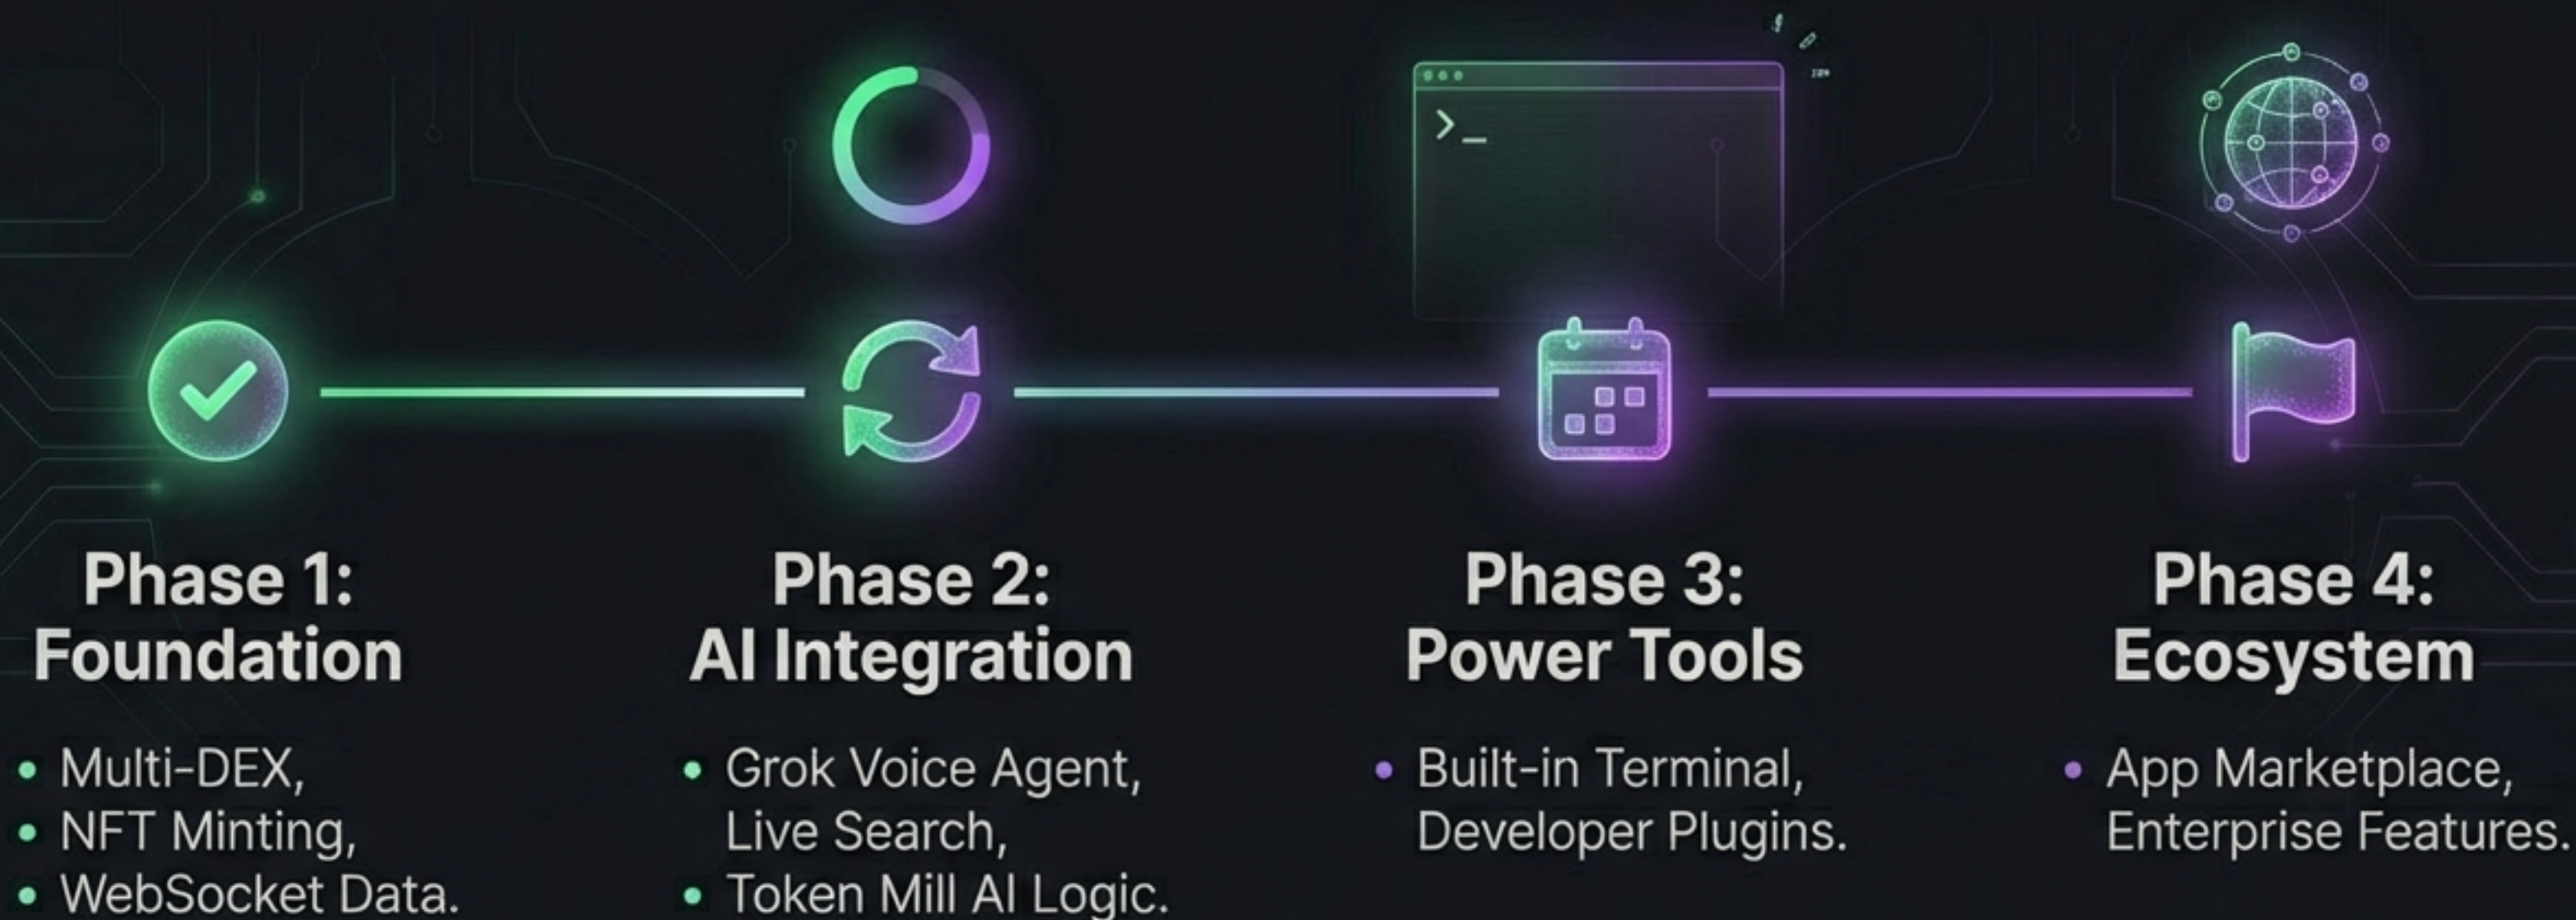 >_
Phase 1:
Foundation
• Multi-DEX,
• NFT Minting,
• WebSocket Data.
Phase 2:
AI Integration
• Grok Voice Agent,
Live Search,
• Token Mill AI Logic.
Phase 3:
Power Tools
• Built-in Terminal,
Developer Plugins.
Phase 4:
Ecosystem
• App Marketplace,
Enterprise Features.